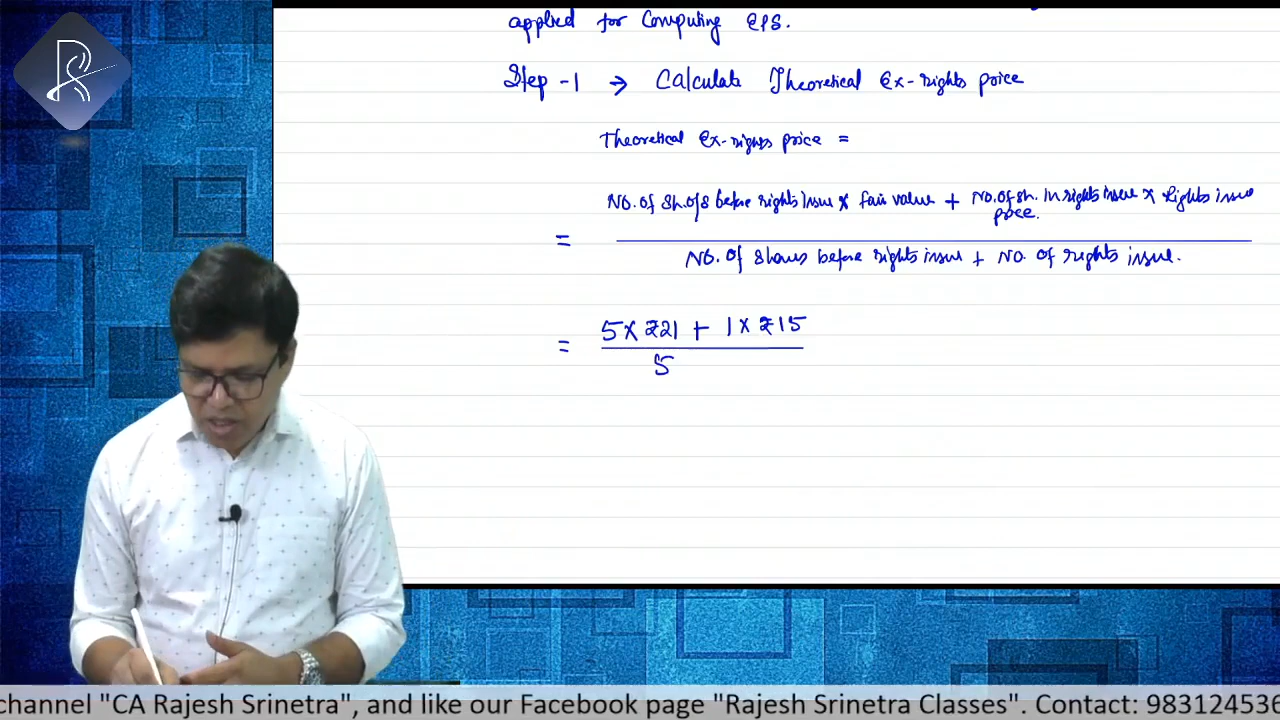 applied for Computing EPS.
Step -1 → Calculate Theoretical Ex-rights price
Theoretical Ex-rights price =
No. of sh. o/s before rights issue x fair value + No. of sh. in rights issue x Rights issue price.
=
No. of shares before rights issue + No. of rights issue.
= 5 x ₹21 + 1 x ₹15
5
channel "CA Rajesh Srinetra", and like our Facebook page "Rajesh Srinetra Classes". Contact: 983124536